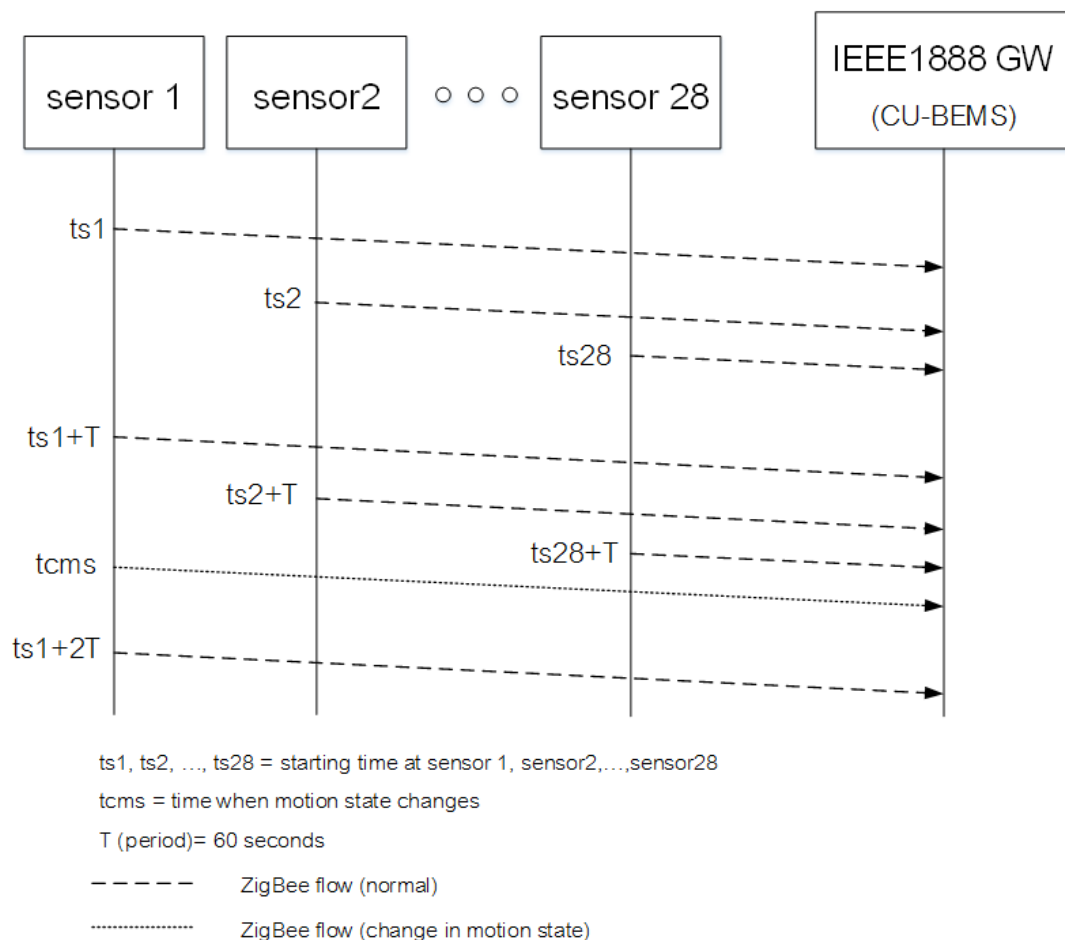 sensor 1
sensor2
sensor 28
IEEE1888 GW
(CU-BEMS)
ts1
ts2
ts28
ts1+T
ts2+T
ts28+T
tcms
ts1+2T
ts1, ts2, …, ts28 = starting time at sensor 1, sensor2,…,sensor28
tcms = time when motion state changes
T (period)= 60 seconds
ZigBee flow (normal)
ZigBee flow (change in motion state)